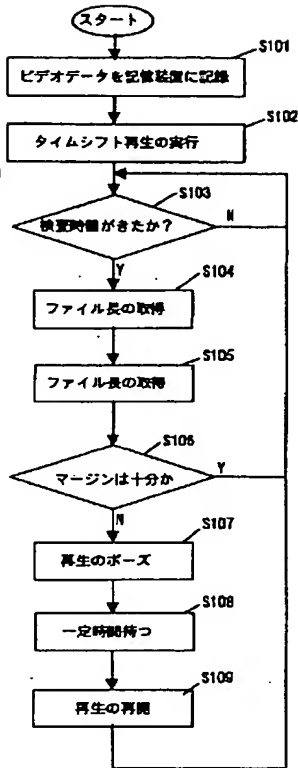 スタート
S101
ビデオデータを記憶装置に記録
S102
タイムシフト再生の実行
S103
検査時間がきたか?
N
Y
S104
ファイル長の取得
S105
ファイル長の取得
S106
マージンは十分か
Y
N
S107
再生のポーズ
S108
一定時間待つ
S109
再生の再開